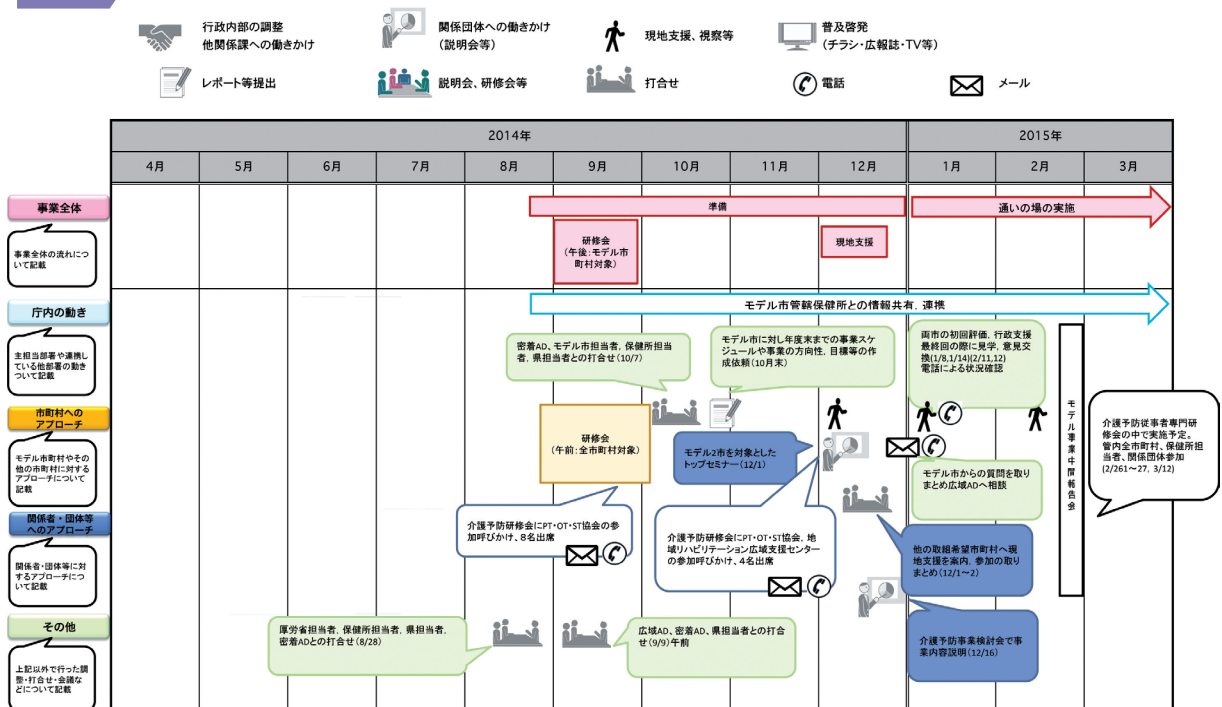 行政内部の調整
他関係課への働きかけ
関係団体への働きかけ
(説明会等)
現地支援、視察等
普及啓発
(チラシ・広報誌・TV等)
レポート等提出
説明会、研修会等
打合せ
電話
メール
2014年
2015年
4月
5月
6月
7月
8月
9月
10月
11月
12月
1月
2月
3月
事業全体
事業全体の流れにつ
いて記載
準備
通いの場の実施
研修会
(午後:モデル市
町村対象)
現地支援
庁内の動き
主担当部署や連携し
ている他部署の動き
ついて記載
モデル市管轄保健所との情報共有、連携
密着AD、モデル市担当者、保健所担当
者、県担当者との打合せ(10/7)
モデル市に対し年度末までの事業スケ
ジュールや事業の方向性、目標等の作
成依頼(10月末)
両市の初回評価、行政支援
最終回の際に見学、意見交
換(1/8,1/14)(2/11,12)
電話による状況確認
市町村への
アプローチ
モデル市町村やその
他の市町村に対する
アプローチについて
記載
研修会
(午前:全市町村対象)
モデル2市を対象とした
トップセミナー(12/1)
モデル市からの質問を取り
まとめ広域ADへ相談
モデル事業中間報告会
介護予防従事者専門研
修会の中で実施予定。
管内全市町村、保健所担
当者、関係団体参加
(2/261～27, 3/12)
関係者・団体等
へのアプローチ
関係者・団体等に対
するアプローチにつ
いて記載
介護予防研修会にPT・OT・ST協会の参
加呼びかけ、8名出席
介護予防研修会にPT・OT・ST協会、地
域リハビリテーション広域支援センター
の参加呼びかけ、4名出席
他の取組希望市町村へ現
地支援を案内、参加の取り
まとめ(12/1～2)
その他
上記以外で行った調
整・打合せ・会議な
どについて記載
厚労省担当者、保健所担当者、県担当者、
密着ADとの打合せ(8/28)
広域AD、密着AD、県担当者との打合
せ(9/9)午前
介護予防事業検討会で事
業内容説明(12/16)